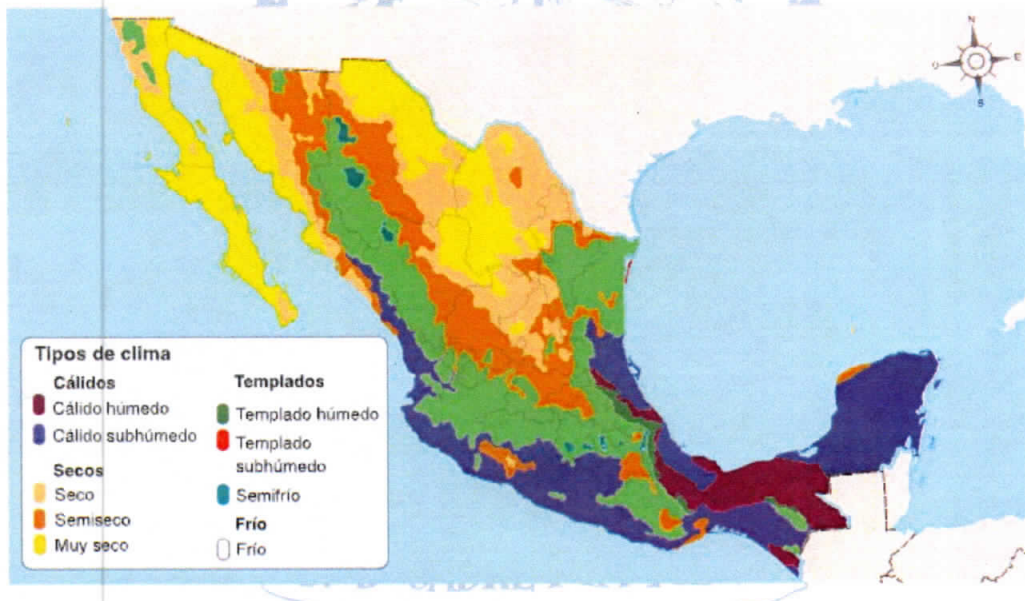 N
O
E
S
Tipos de clima
Cálidos
Cálido húmedo
Cálido subhúmedo
Secos
Seco
Semiseco
Muy seco
Templados
Templado húmedo
Templado
subhúmedo
Semifrío
Frío
Frío